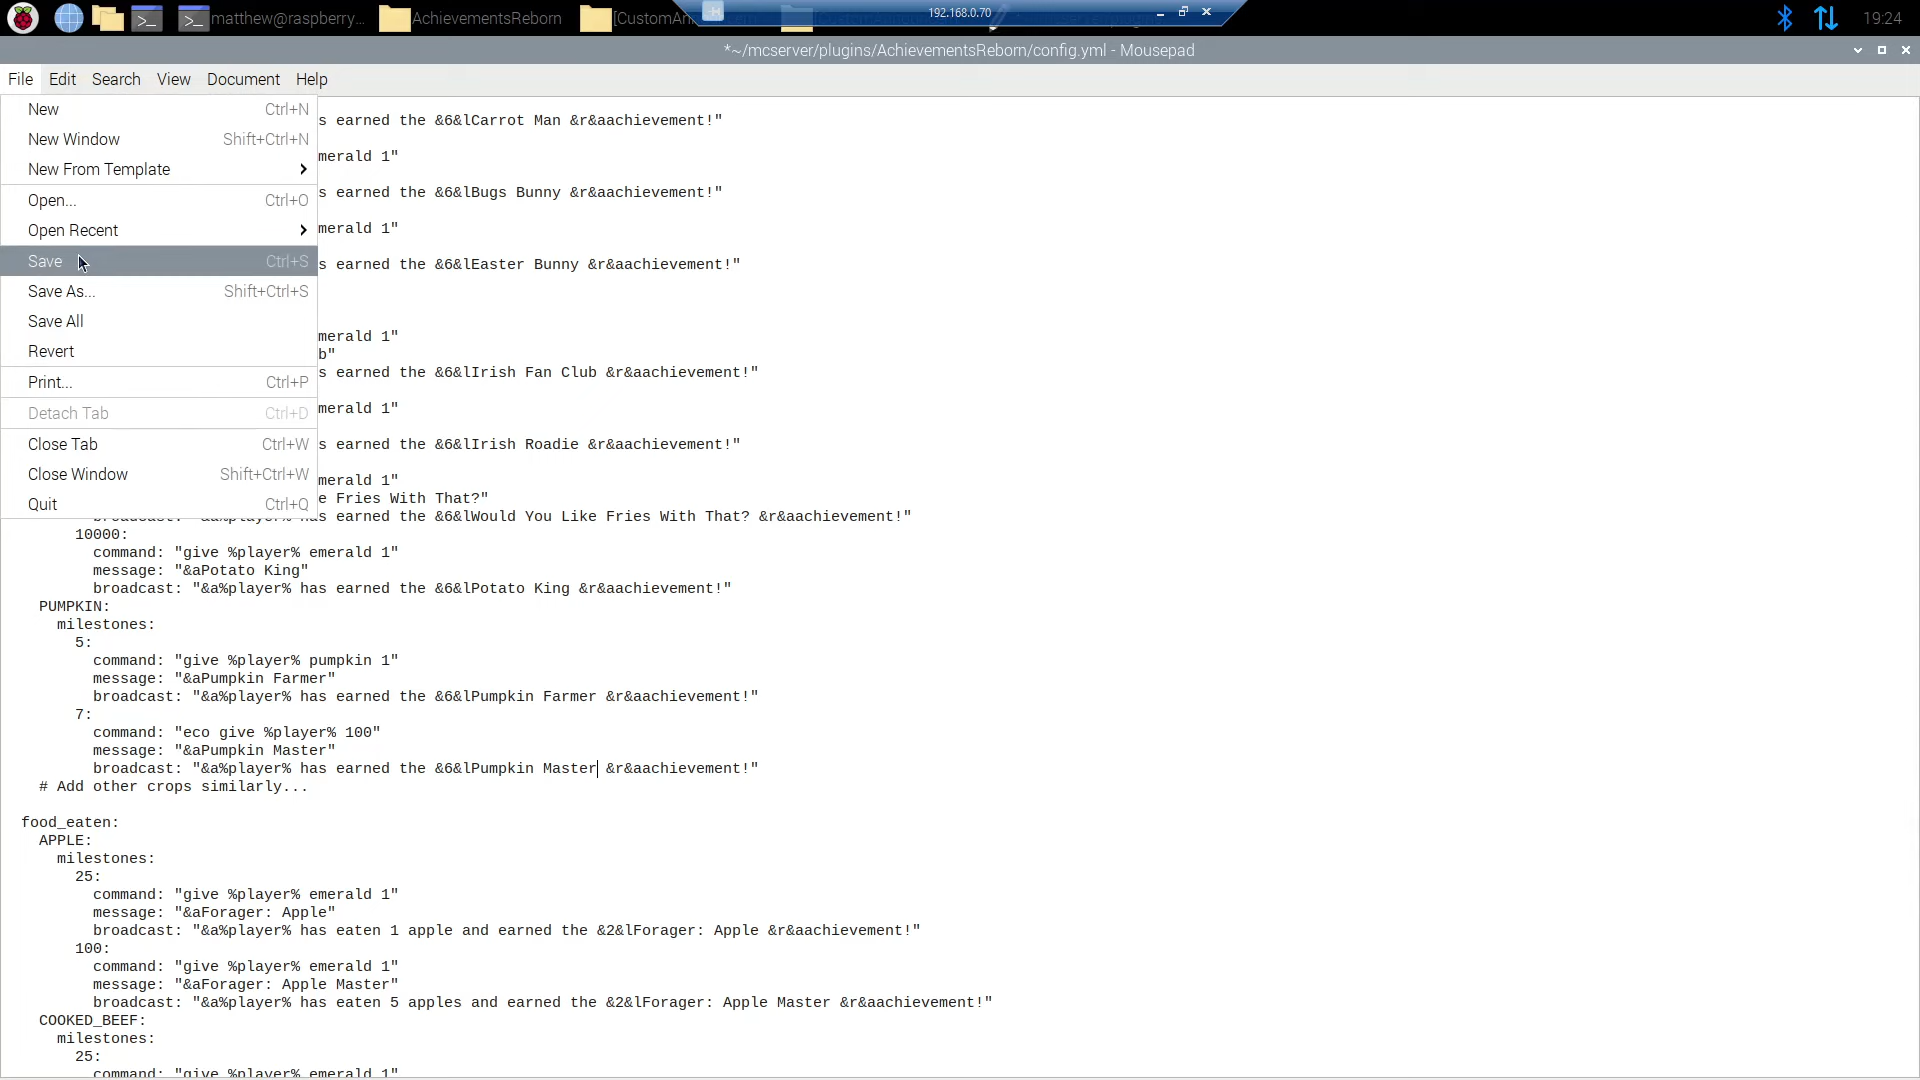 matthew@raspberry...
AchievementsReborn
[CustomAn
192.168.0.70
19:24
*~/mcserver/plugins/AchievementsReborn/config.yml - Mousepad
File Edit Search View Document Help
New Ctrl+N
New Window Shift+Ctrl+N
New From Template
Open... Ctrl+O
Open Recent
Save Ctrl+S
Save As... Shift+Ctrl+S
Save All
Revert
Print... Ctrl+P
Detach Tab Ctrl+D
Close Tab Ctrl+W
Close Window Shift+Ctrl+W
Quit Ctrl+Q
s earned the &6&lCarrot Man &r&aachievement!"
merald 1"
s earned the &6&lBugs Bunny &r&aachievement!"
merald 1"
s earned the &6&lEaster Bunny &r&aachievement!"
merald 1"
b"
s earned the &6&lIrish Fan Club &r&aachievement!"
merald 1"
s earned the &6&lIrish Roadie &r&aachievement!"
merald 1"
e Fries With That?"
broadcast: "&a%player% has earned the &6&lWould You Like Fries With That? &r&aachievement!"
10000:
command: "give %player% emerald 1"
message: "&aPotato King"
broadcast: "&a%player% has earned the &6&lPotato King &r&aachievement!"
PUMPKIN:
milestones:
5:
command: "give %player% pumpkin 1"
message: "&aPumpkin Farmer"
broadcast: "&a%player% has earned the &6&lPumpkin Farmer &r&aachievement!"
7:
command: "eco give %player% 100"
message: "&aPumpkin Master"
broadcast: "&a%player% has earned the &6&lPumpkin Master &r&aachievement!"
# Add other crops similarly...
food_eaten:
APPLE:
milestones:
25:
command: "give %player% emerald 1"
message: "&aForager: Apple"
broadcast: "&a%player% has eaten 1 apple and earned the &2&lForager: Apple &r&aachievement!"
100:
command: "give %player% emerald 1"
message: "&aForager: Apple Master"
broadcast: "&a%player% has eaten 5 apples and earned the &2&lForager: Apple Master &r&aachievement!"
COOKED_BEEF:
milestones:
25:
command: "give %player% emerald 1"